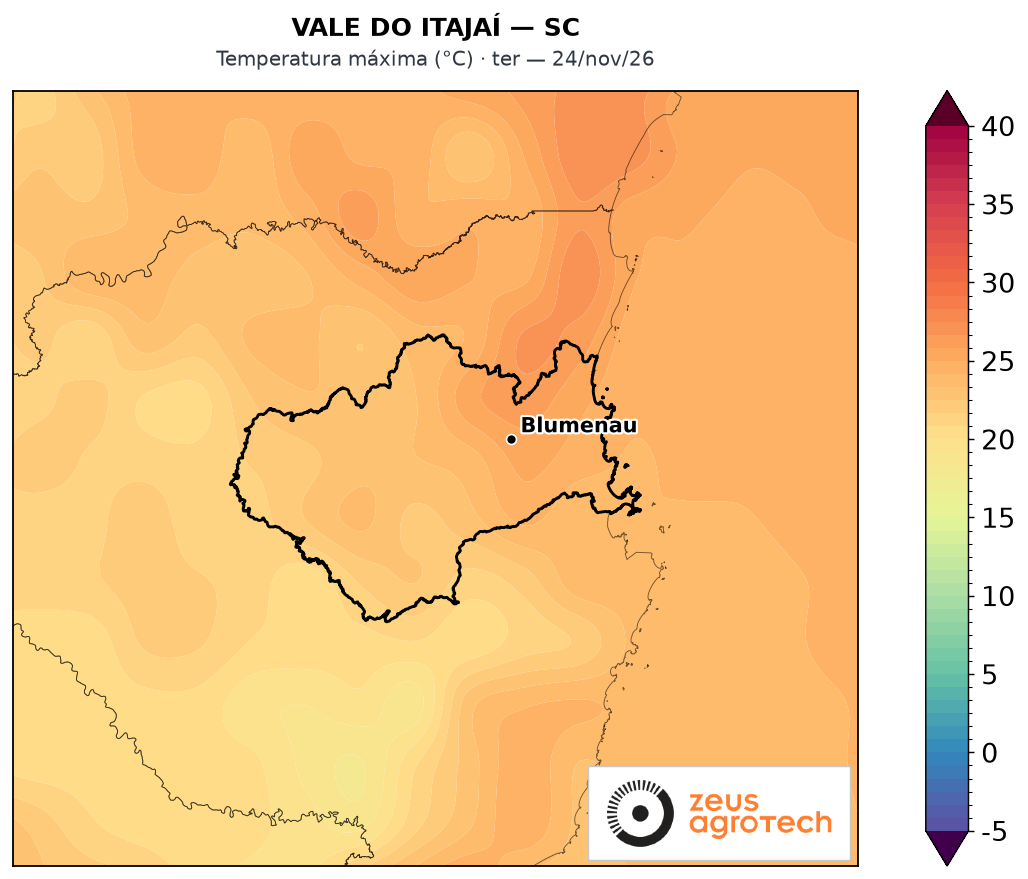 VALE DO ITAJAÍ — SC
Temperatura máxima (°C) · ter — 24/nov/26
40
35
30
25
20
15
10
5
0
-5
Blumenau
zeus
agrotech